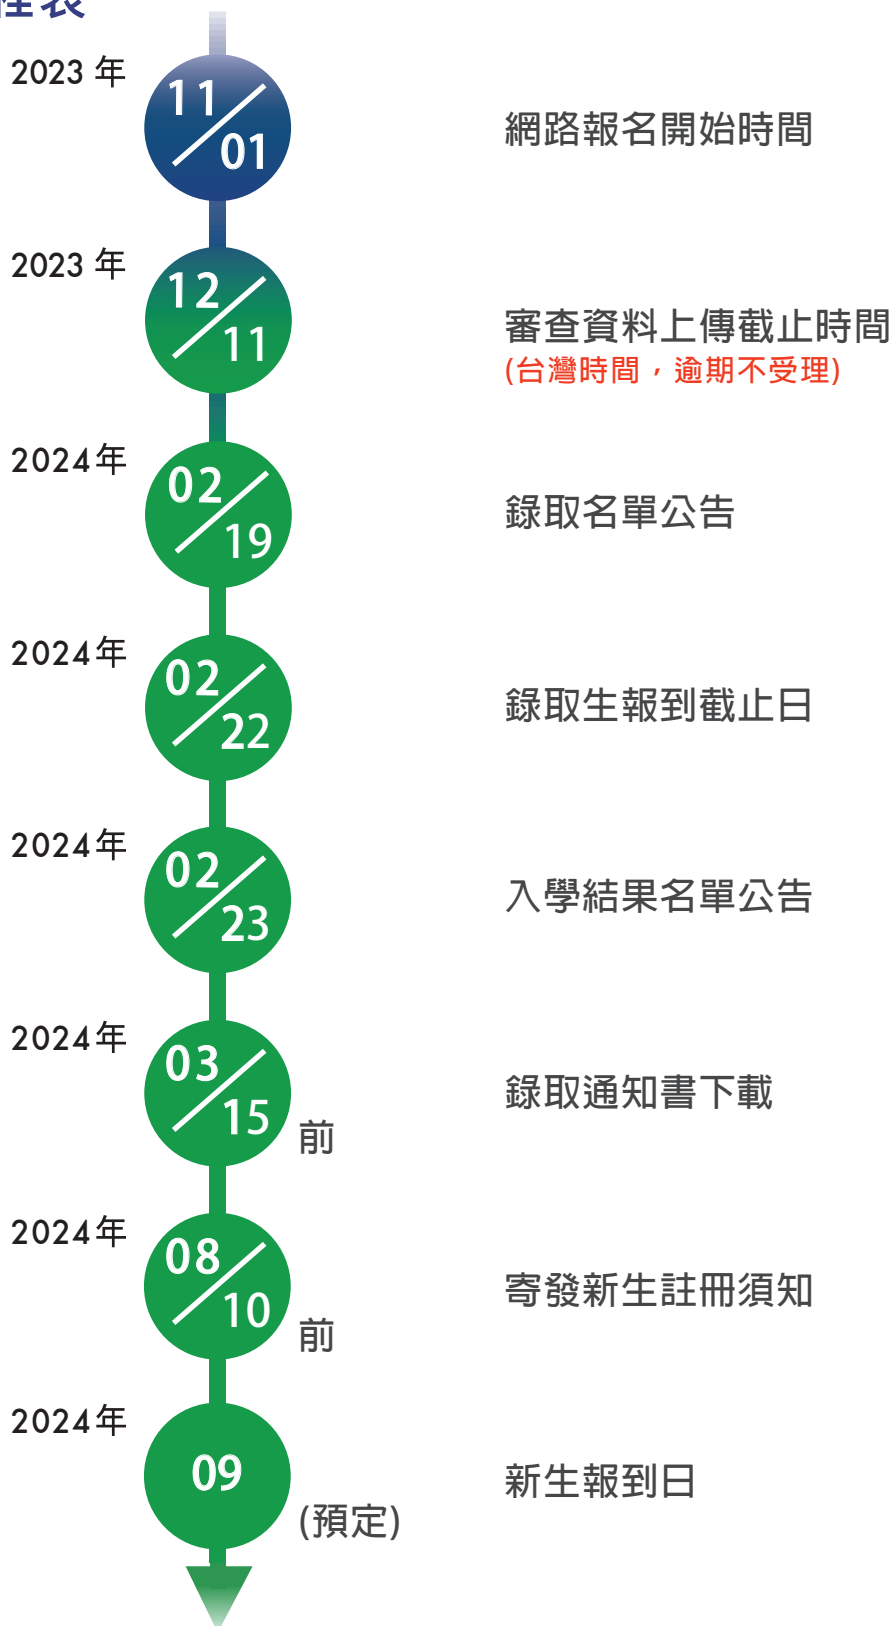 程表
2023 年
11/01
網路報名開始時間
2023 年
12/11
審查資料上傳截止時間
(台灣時間，逾期不受理)
2024年
02/19
錄取名單公告
2024年
02/22
錄取生報到截止日
2024年
02/23
入學結果名單公告
2024年
03/15 前
錄取通知書下載
2024年
08/10 前
寄發新生註冊須知
2024年
09 (預定)
新生報到日